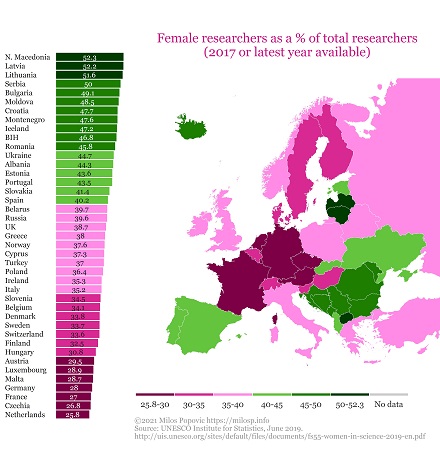 Female researchers as a % of total researchers
(2017 or latest year available)
N. Macedonia 52.3
Latvia 52.2
Lithuania 51.6
Serbia 50
Bulgaria 49.1
Moldova 48.5
Croatia 47.7
Montenegro 47.6
Iceland 47.2
BIH 46.8
Romania 45.8
Ukraine 44.7
Albania 44.3
Estonia 43.6
Portugal 43.5
Slovakia 41.4
Spain 40.2
Belarus 39.7
Russia 39.6
UK 38.7
Greece 38
Norway 37.6
Cyprus 37.3
Turkey 37
Poland 36.4
Ireland 35.3
Italy 35.2
Slovenia 34.5
Belgium 34.1
Denmark 33.8
Sweden 33.7
Switzerland 33.6
Finland 32.5
Hungary 30.8
Austria 29.5
Luxembourg 28.9
Malta 28.7
Germany 28
France 27
Czechia 26.8
Netherlands 25.8
25.8-30 30-35 35-40 40-45 45-50 50-52.3 No data
©2021 Milos Popovic https://milosp.info
Source: UNESCO Institute for Statistics, June 2019.
http://uis.unesco.org/sites/default/files/documents/fs55-women-in-science-2019-en.pdf